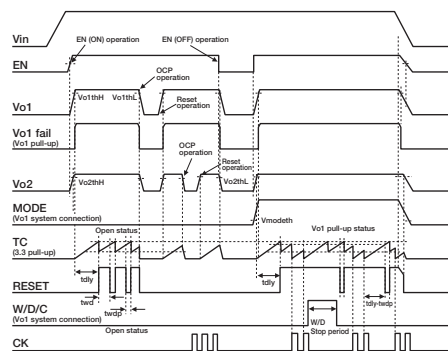 Vin
EN (ON) operation
EN (OFF) operation
EN
OCP
operation
Vo1
Vo1thH
Vo1thL
Reset
operation
Vo1 fail
(Vo1 pull-up)
OCP
operation
Reset
operation
Vo2
Vo2thH
Vo2thL
MODE
(Vo1 system connection)
Vmodeth
Open status
Vo1 pull-up status
TC
(3.3 pull-up)
tdly
tdly
RESET
twd
twdp
tdly-twdp
W/D/C
(Vo1 system connection)
Open status
W/D
Stop period
CK